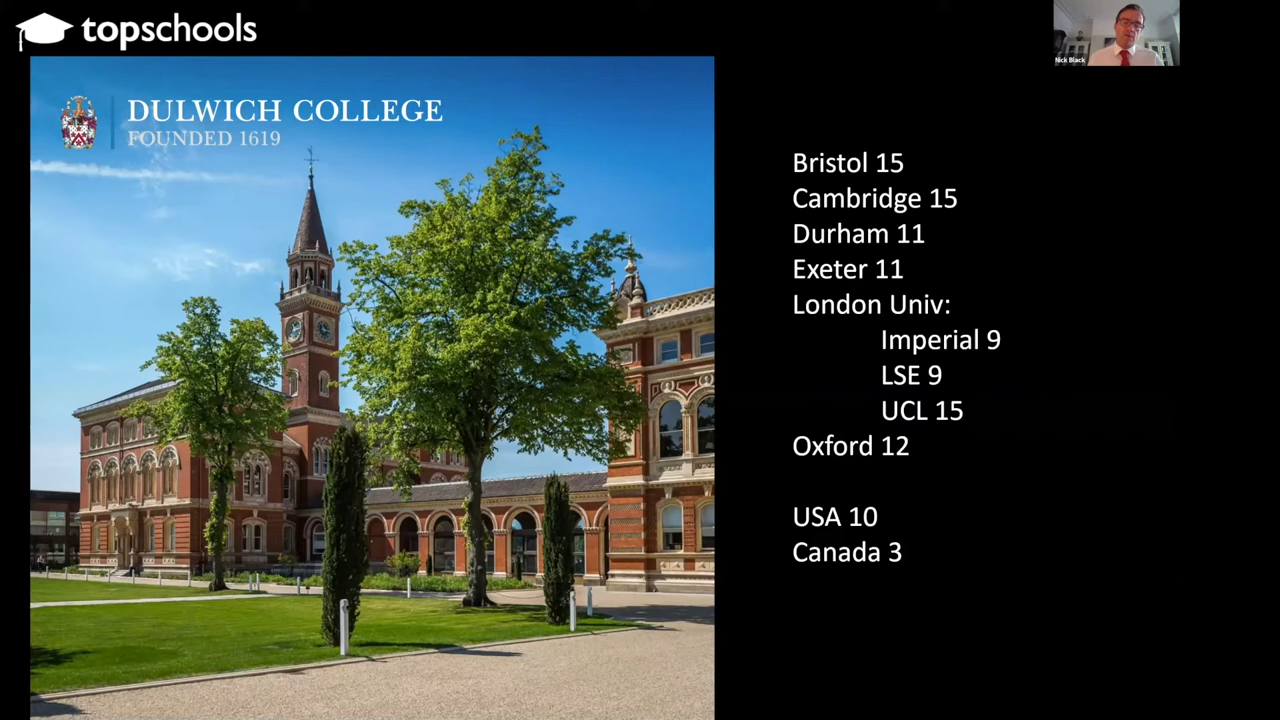 topschools
Nick Black
DULWICH COLLEGE
FOUNDED 1619
Bristol 15
Cambridge 15
Durham 11
Exeter 11
London Univ:
Imperial 9
LSE 9
UCL 15
Oxford 12
USA 10
Canada 3